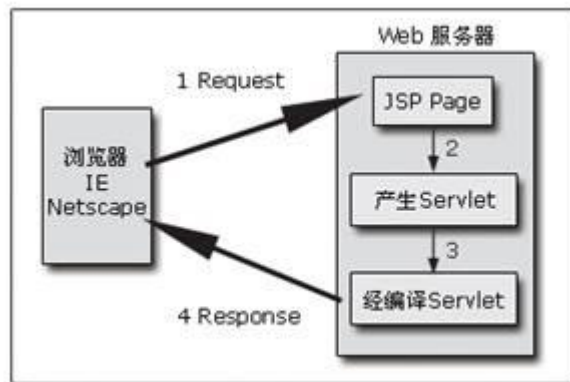 Web 服务器
1 Request
JSP Page
浏览器
IE
Netscape
2
产生Servlet
3
经编译Servlet
4 Response